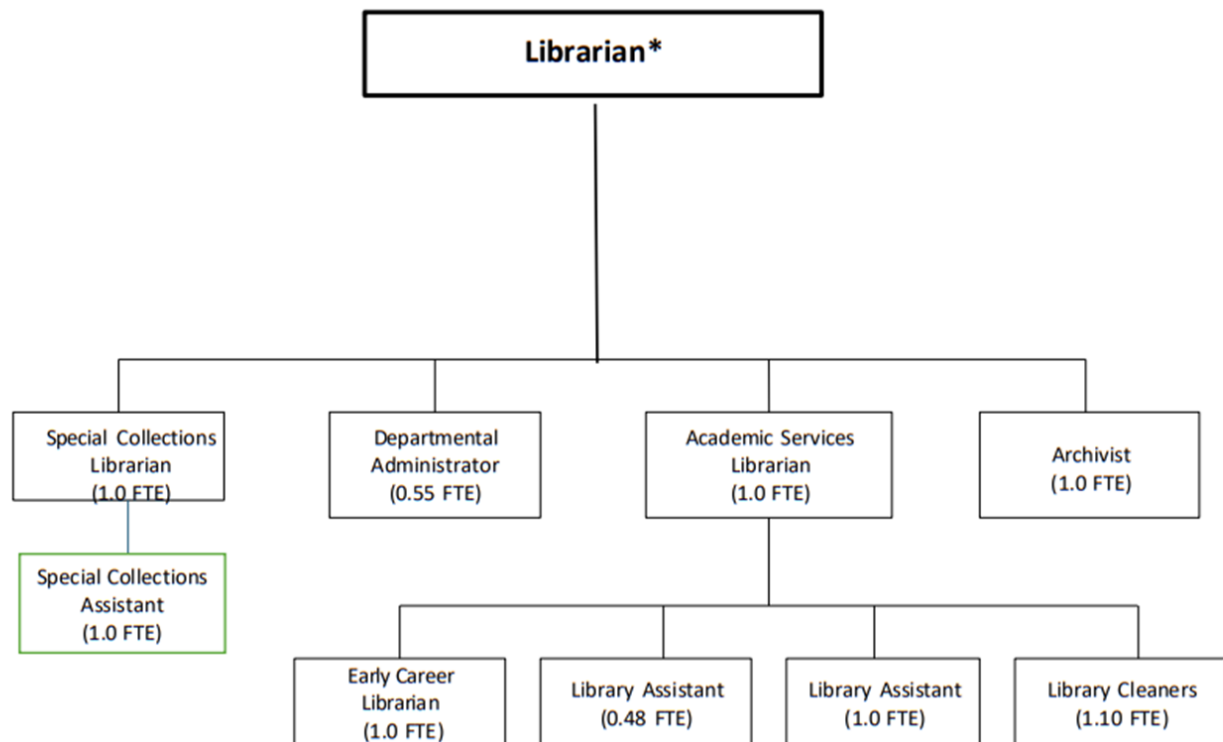 Librarian*
Special Collections
Librarian
(1.0 FTE)
Departmental
Administrator
(0.55 FTE)
Academic Services
Librarian
(1.0 FTE)
Archivist
(1.0 FTE)
Special Collections
Assistant
(1.0 FTE)
Early Career
Librarian
(1.0 FTE)
Library Assistant
(0.48 FTE)
Library Assistant
(1.0 FTE)
Library Cleaners
(1.10 FTE)